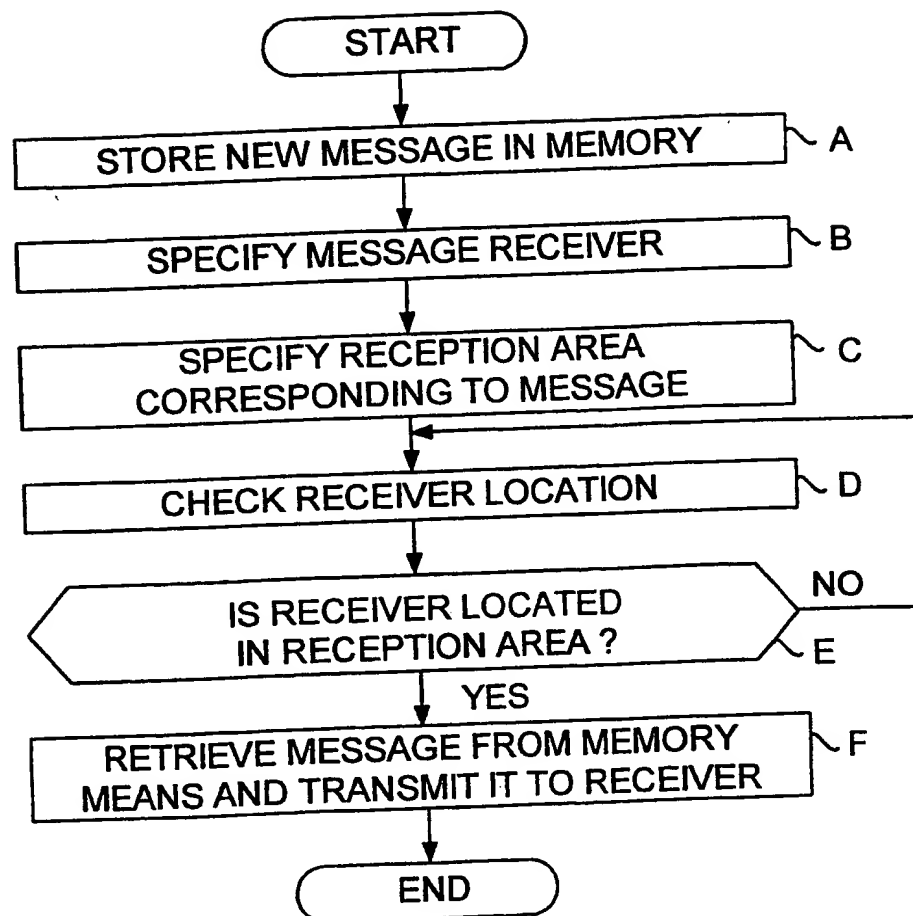 START
STORE NEW MESSAGE IN MEMORY
A
SPECIFY MESSAGE RECEIVER
B
SPECIFY RECEPTION AREA
CORRESPONDING TO MESSAGE
C
CHECK RECEIVER LOCATION
D
IS RECEIVER LOCATED
IN RECEPTION AREA ?
NO
E
YES
RETRIEVE MESSAGE FROM MEMORY
MEANS AND TRANSMIT IT TO RECEIVER
F
END